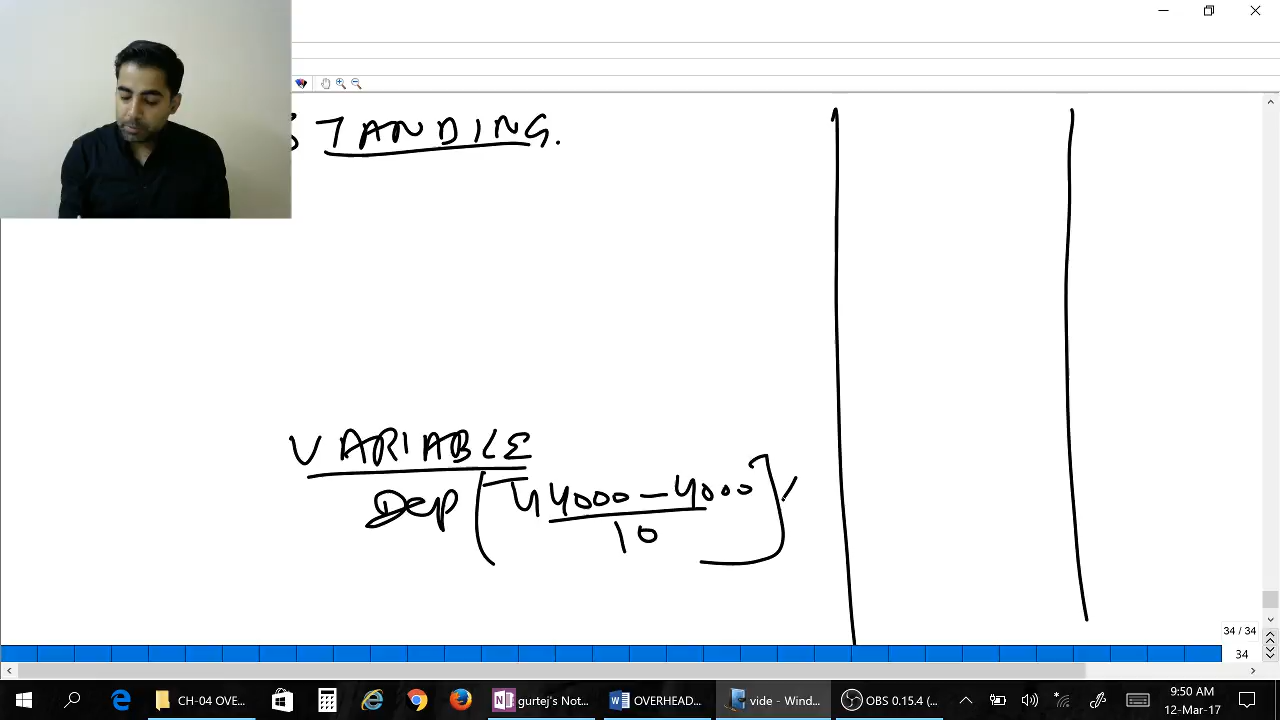 STANDING.
VARIABLE
Dep [44000-4000/10]
34 / 34
34
CH-04 OVE...
gurtej's Not...
OVERHEAD...
vide - Wind...
OBS 0.15.4 (...
9:50 AM
12-Mar-17